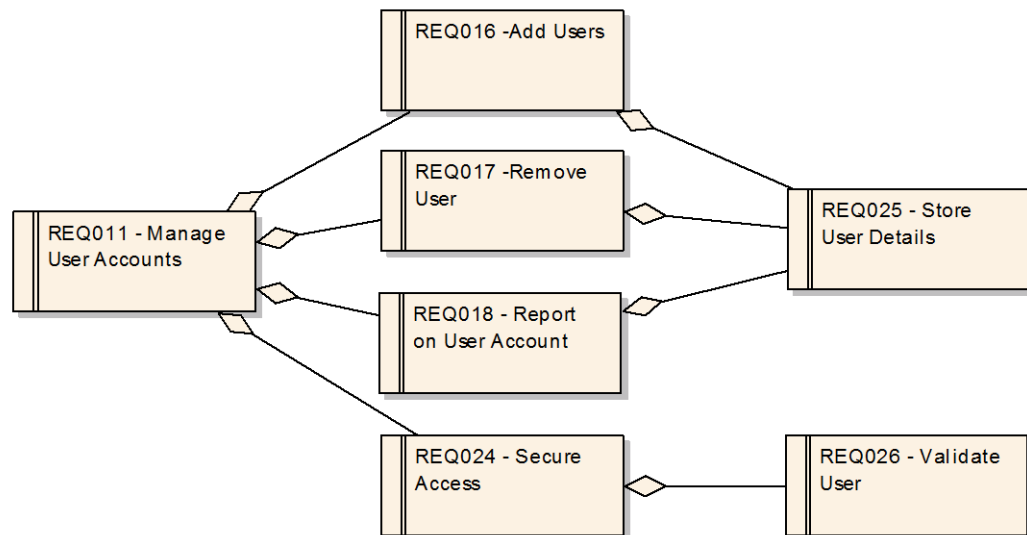 REQ016 -Add Users
REQ017 -Remove
User
REQ011 - Manage
User Accounts
REQ025 - Store
User Details
REQ018 - Report
on User Account
REQ024 - Secure
Access
REQ026 - Validate
User